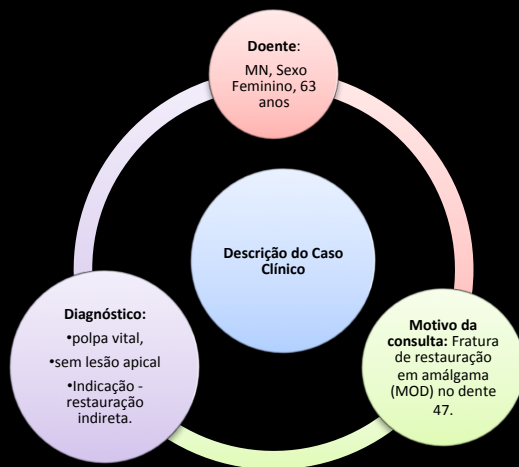 Doente:
MN, Sexo
Feminino, 63
anos
Descrição do Caso
Clínico
Motivo da
consulta: Fratura
de restauração
em amálgama
(MOD) no dente
47.
Diagnóstico:
•polpa vital,
•sem lesão apical
•Indicação -
restauração
indireta.